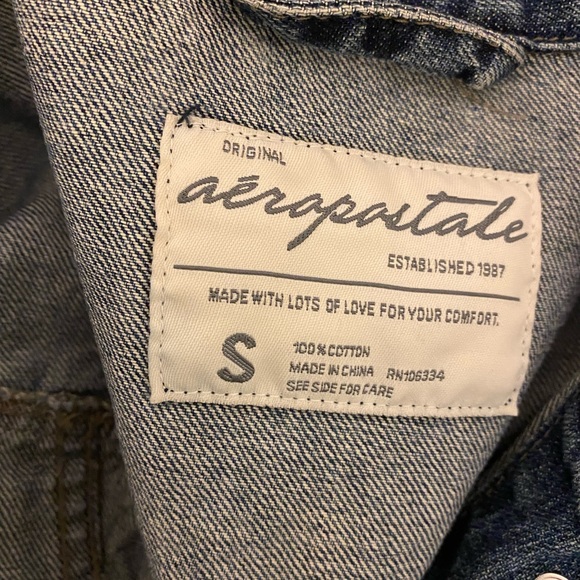 ORIGINAL
aéropostale
ESTABLISHED 1987
MADE WITH LOTS OF LOVE FOR YOUR COMFORT.
S
100% COTTON
MADE IN CHINA RN106334
SEE SIDE FOR CARE